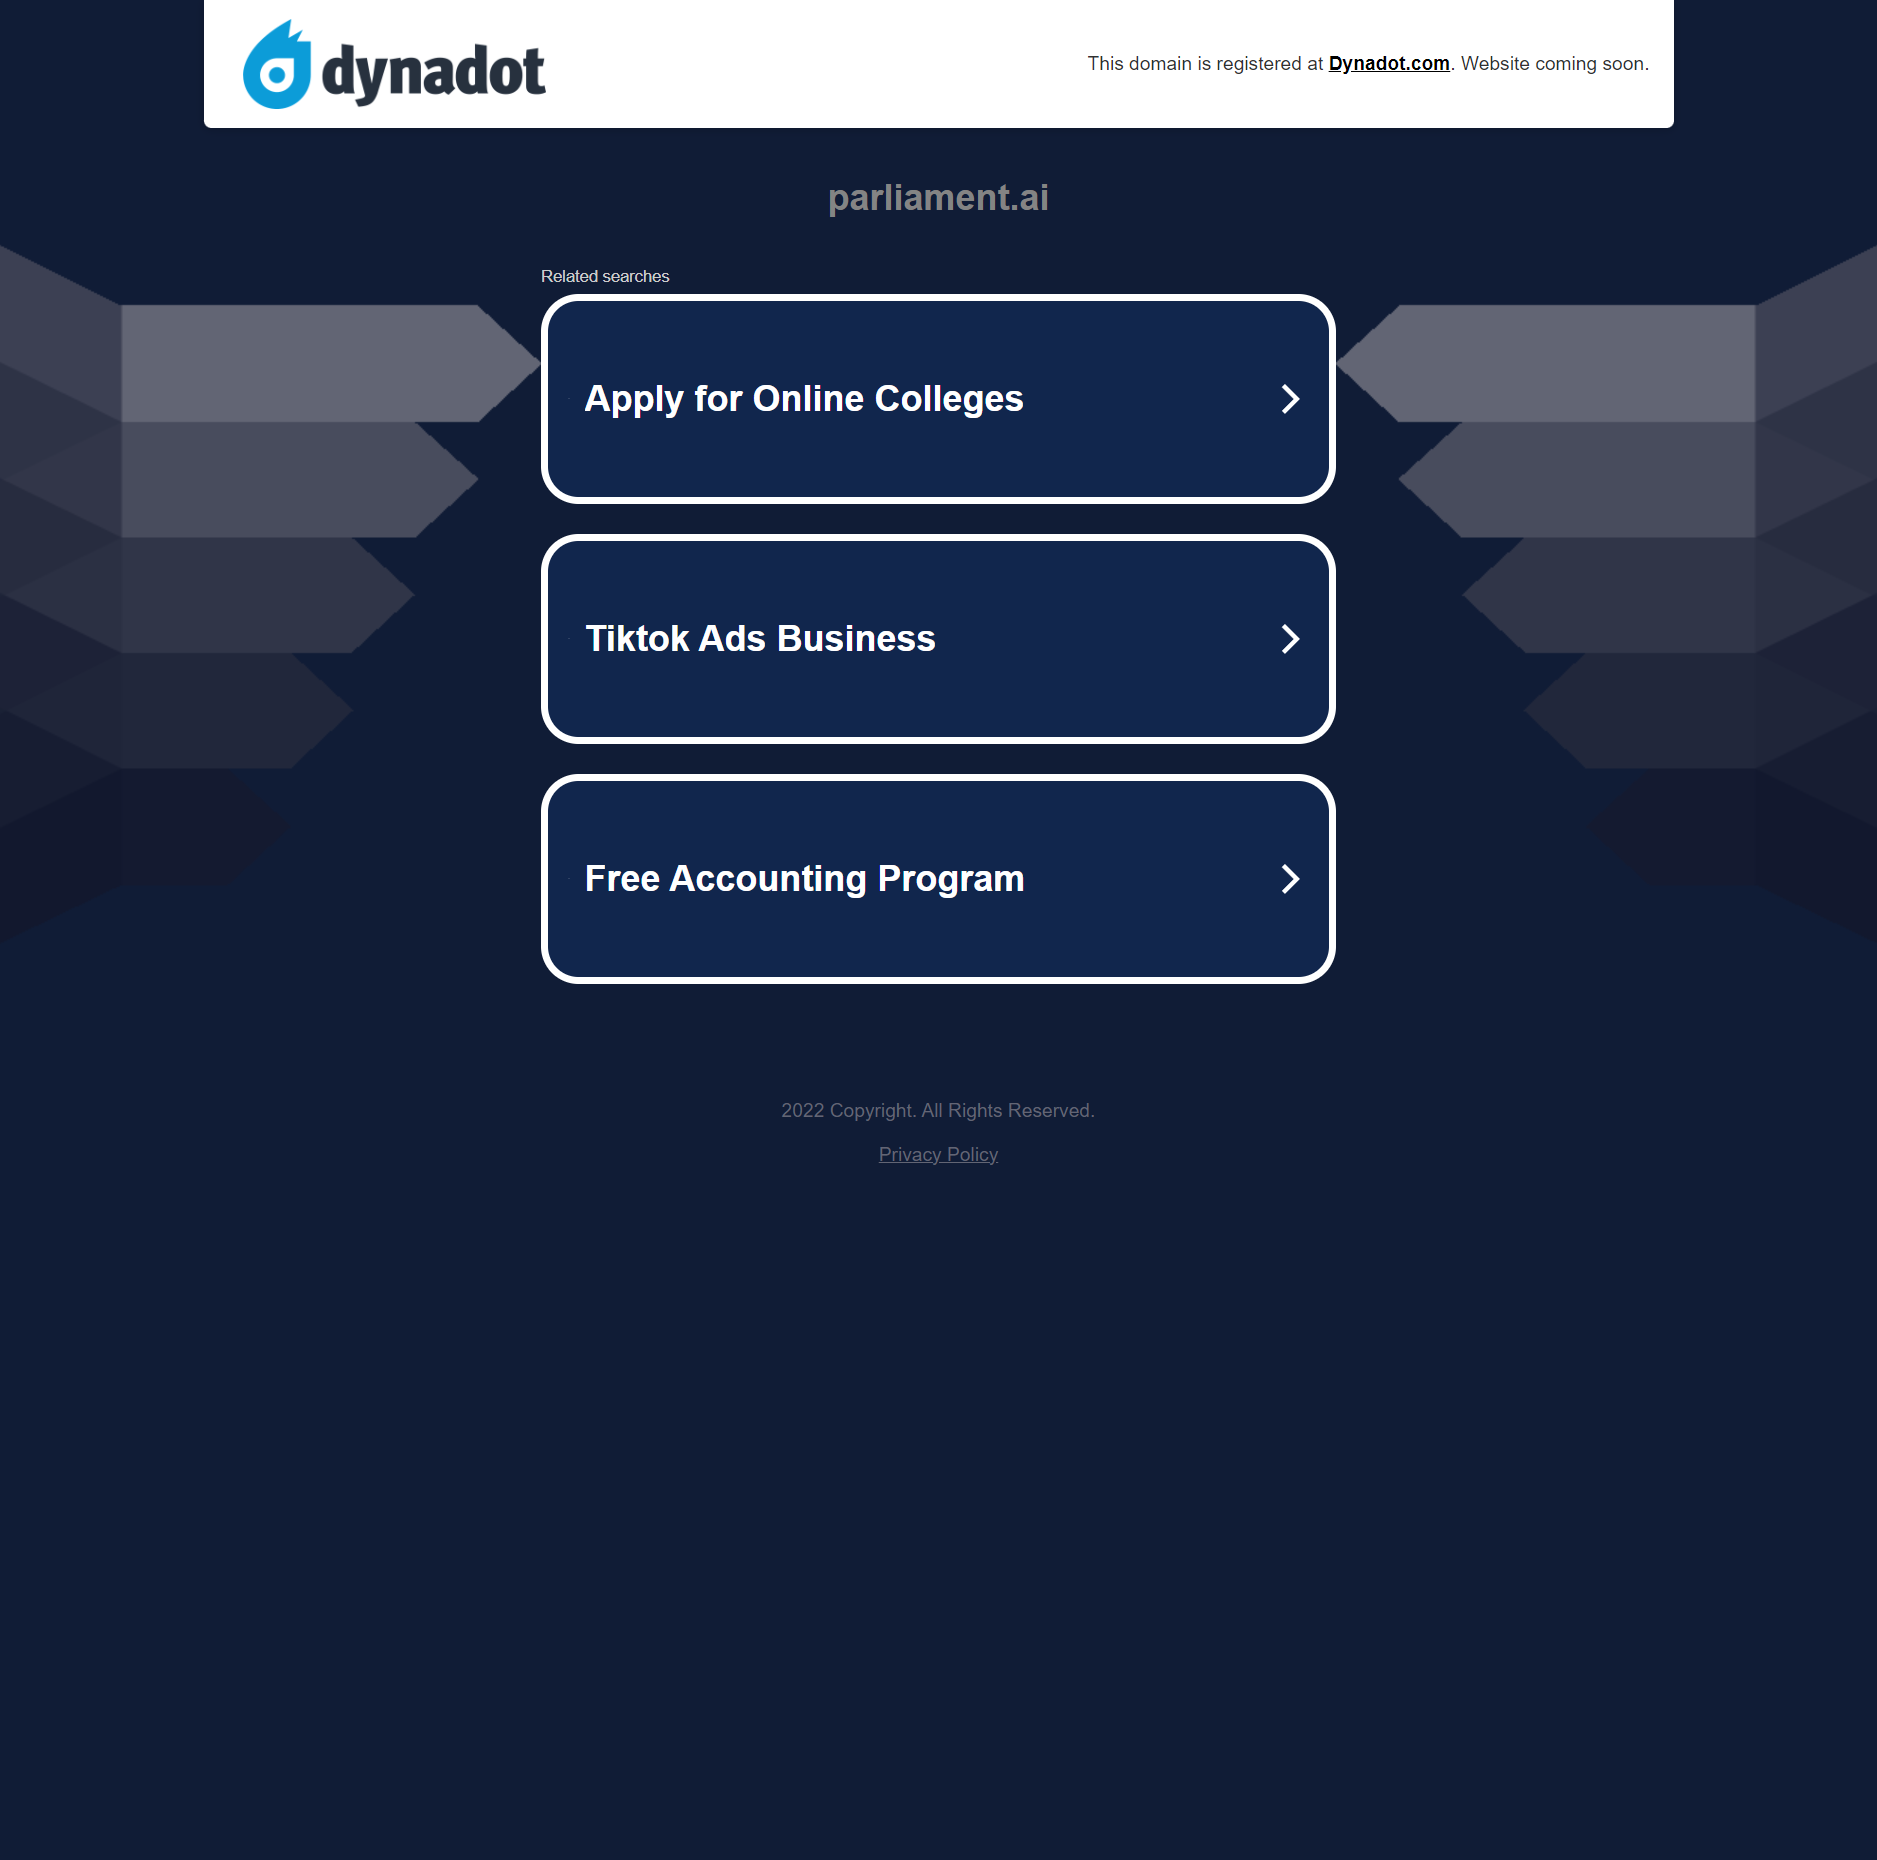 dynadot
This domain is registered at Dynadot.com. Website coming soon.
parliament.ai
Related searches
Apply for Online Colleges
Tiktok Ads Business
Free Accounting Program
2022 Copyright. All Rights Reserved.
Privacy Policy